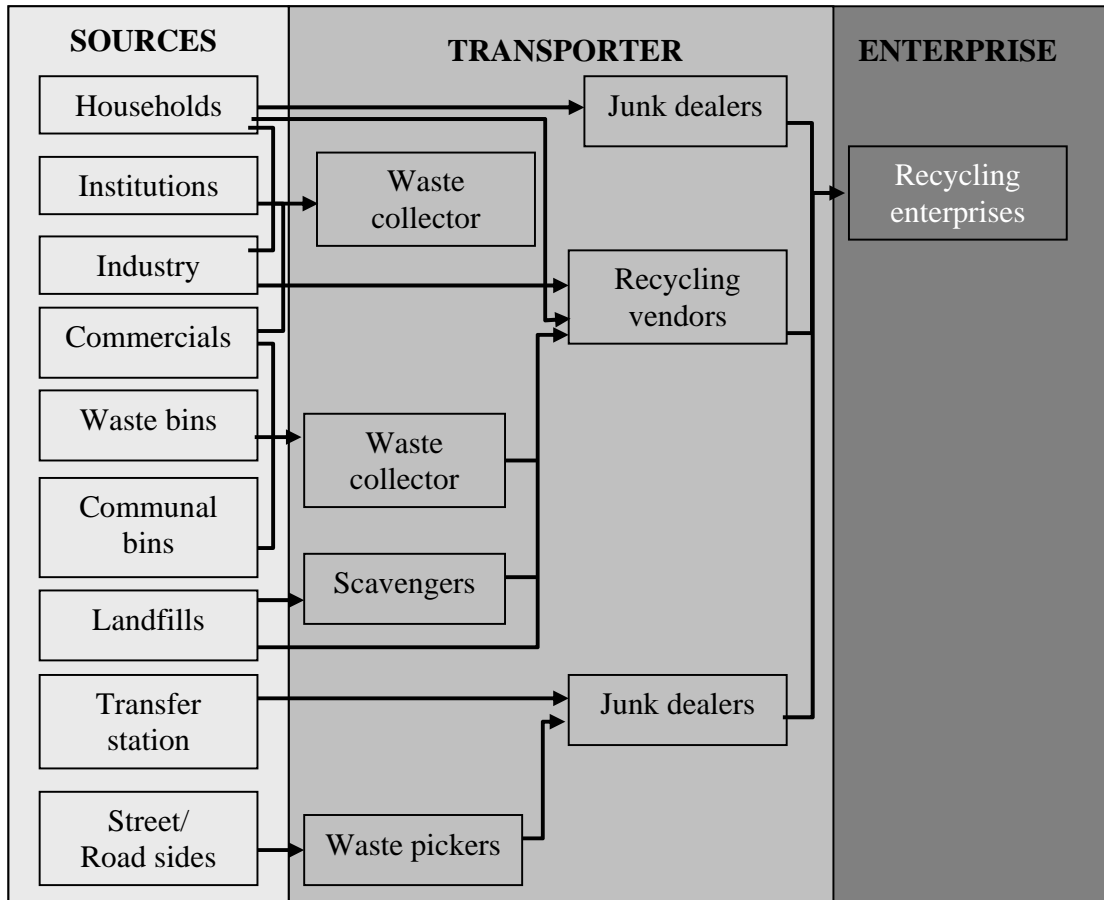 SOURCES
TRANSPORTER
ENTERPRISE
Households
Institutions
Industry
Commercials
Waste bins
Communal
bins
Landfills
Transfer
station
Street/
Road sides
Waste
collector
Waste
collector
Scavengers
Waste pickers
Junk dealers
Recycling
vendors
Junk dealers
Recycling
enterprises